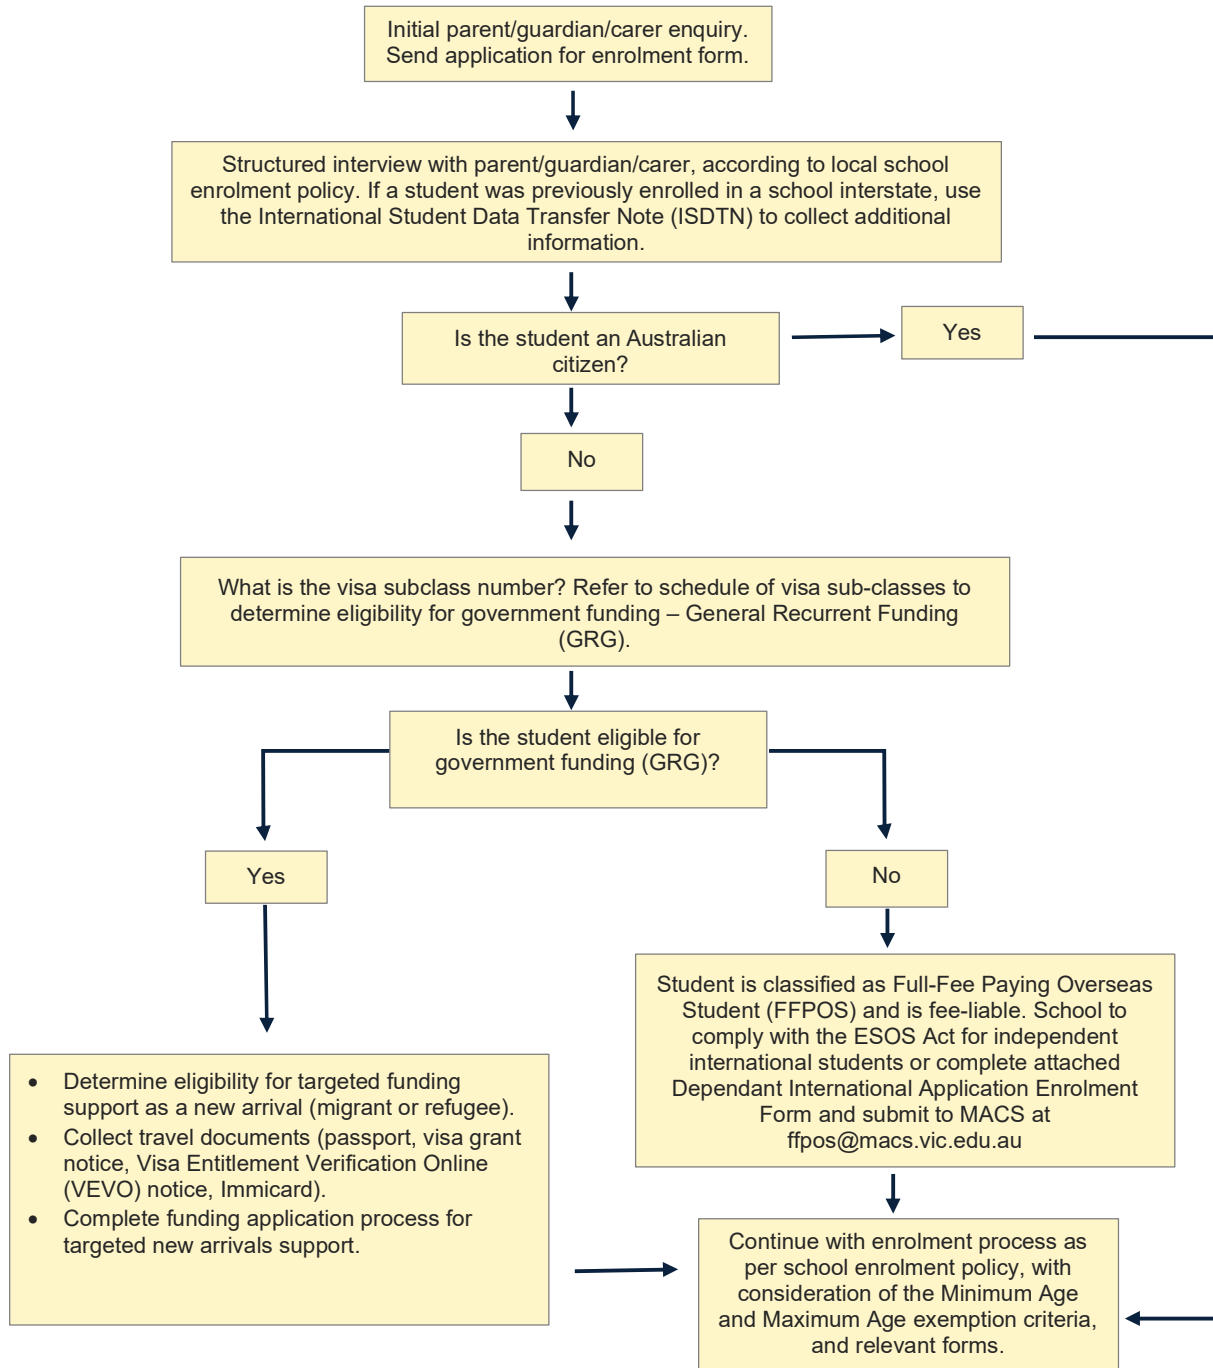 Initial parent/guardian/carer enquiry.
Send application for enrolment form.
Structured interview with parent/guardian/carer, according to local school
enrolment policy. If a student was previously enrolled in a school interstate, use
the International Student Data Transfer Note (ISDTN) to collect additional
information.
Is the student an Australian
citizen?
Yes
No
What is the visa subclass number? Refer to schedule of visa sub-classes to
determine eligibility for government funding – General Recurrent Funding
(GRG).
Is the student eligible for
government funding (GRG)?
Yes
No
Student is classified as Full-Fee Paying Overseas
Student (FFPOS) and is fee-liable. School to
comply with the ESOS Act for independent
international students or complete attached
Dependant International Application Enrolment
Form and submit to MACS at
ffpos@macs.vic.edu.au
• Determine eligibility for targeted funding
support as a new arrival (migrant or refugee).
• Collect travel documents (passport, visa grant
notice, Visa Entitlement Verification Online
(VEVO) notice, Immicard).
• Complete funding application process for
targeted new arrivals support.
Continue with enrolment process as
per school enrolment policy, with
consideration of the Minimum Age
and Maximum Age exemption criteria,
and relevant forms.